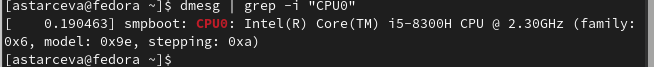 [astarceva@fedora ~]$ dmesg | grep -i "CPU0"
[    0.190463] smpboot: CPU0: Intel(R) Core(TM) i5-8300H CPU @ 2.30GHz (family:
0x6, model: 0x9e, stepping: 0xa)
[astarceva@fedora ~]$